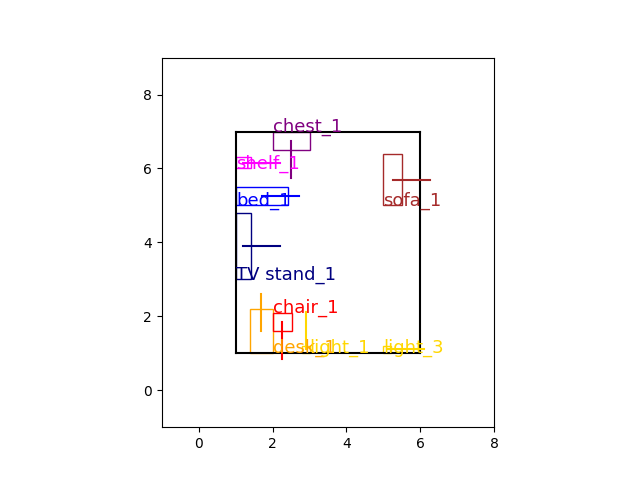 8
chest_1
6
shelf_1
bed_1
sofa_1
4
TV stand_1
chair_1
2
desk_1
light_1
light_3
0
0
2
4
6
8